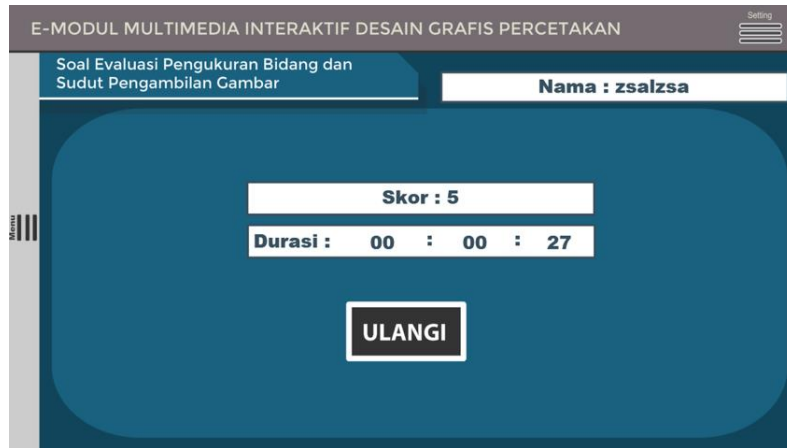 E-MODUL MULTIMEDIA INTERAKTIF DESAIN GRAFIS PERCETAKAN
Setting
Soal Evaluasi Pengukuran Bidang dan
Sudut Pengambilan Gambar
Nama : zsalzsa
Skor : 5
Menu
Durasi : 00 : 00 : 27
ULANGI